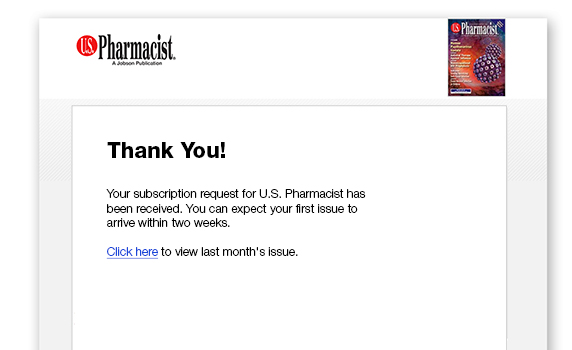 U.S. Pharmacist.
A Jobson Publication
U.S. Pharmacist
Thank You!
Your subscription request for U.S. Pharmacist has
been received. You can expect your first issue to
arrive within two weeks.
Click here to view last month's issue.